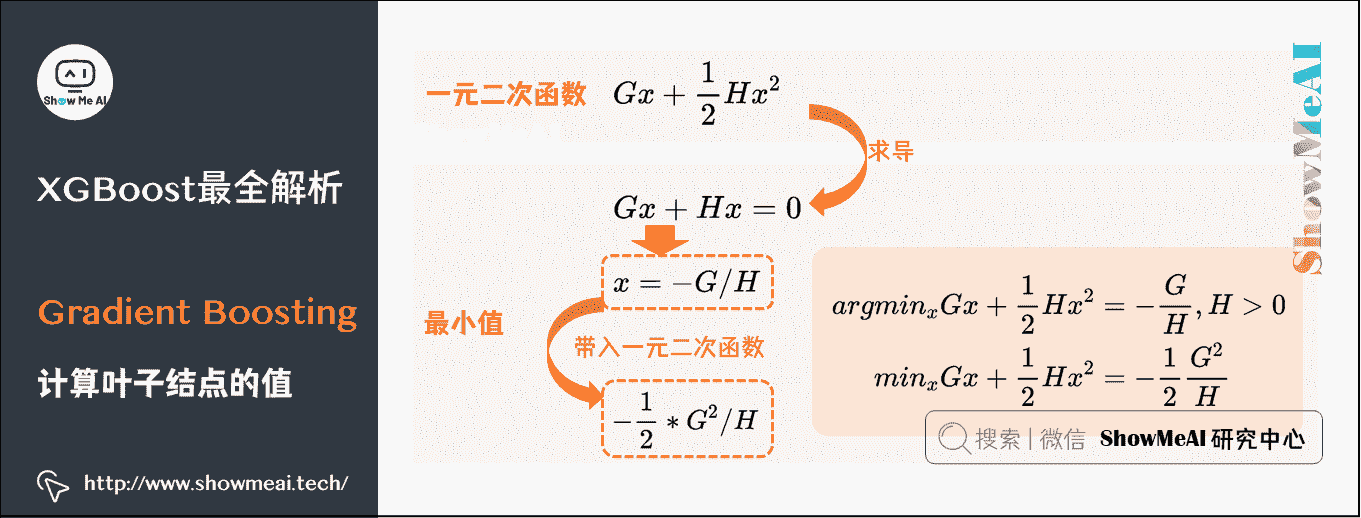 Show Me AI
XGBoost最全解析
Gradient Boosting
计算叶子结点的值
http://www.showmeai.tech/
一元二次函数
Gx + \frac{1}{2}Hx^2
求导
Gx + Hx = 0
x = -G/H
最小值
带入一元二次函数
-\frac{1}{2} * G^2/H
argmin_x Gx + \frac{1}{2}Hx^2 = -\frac{G}{H}, H > 0
min_x Gx + \frac{1}{2}Hx^2 = -\frac{1}{2}\frac{G^2}{H}
搜索 | 微信 ShowMeAI 研究中心
ShowMeAI